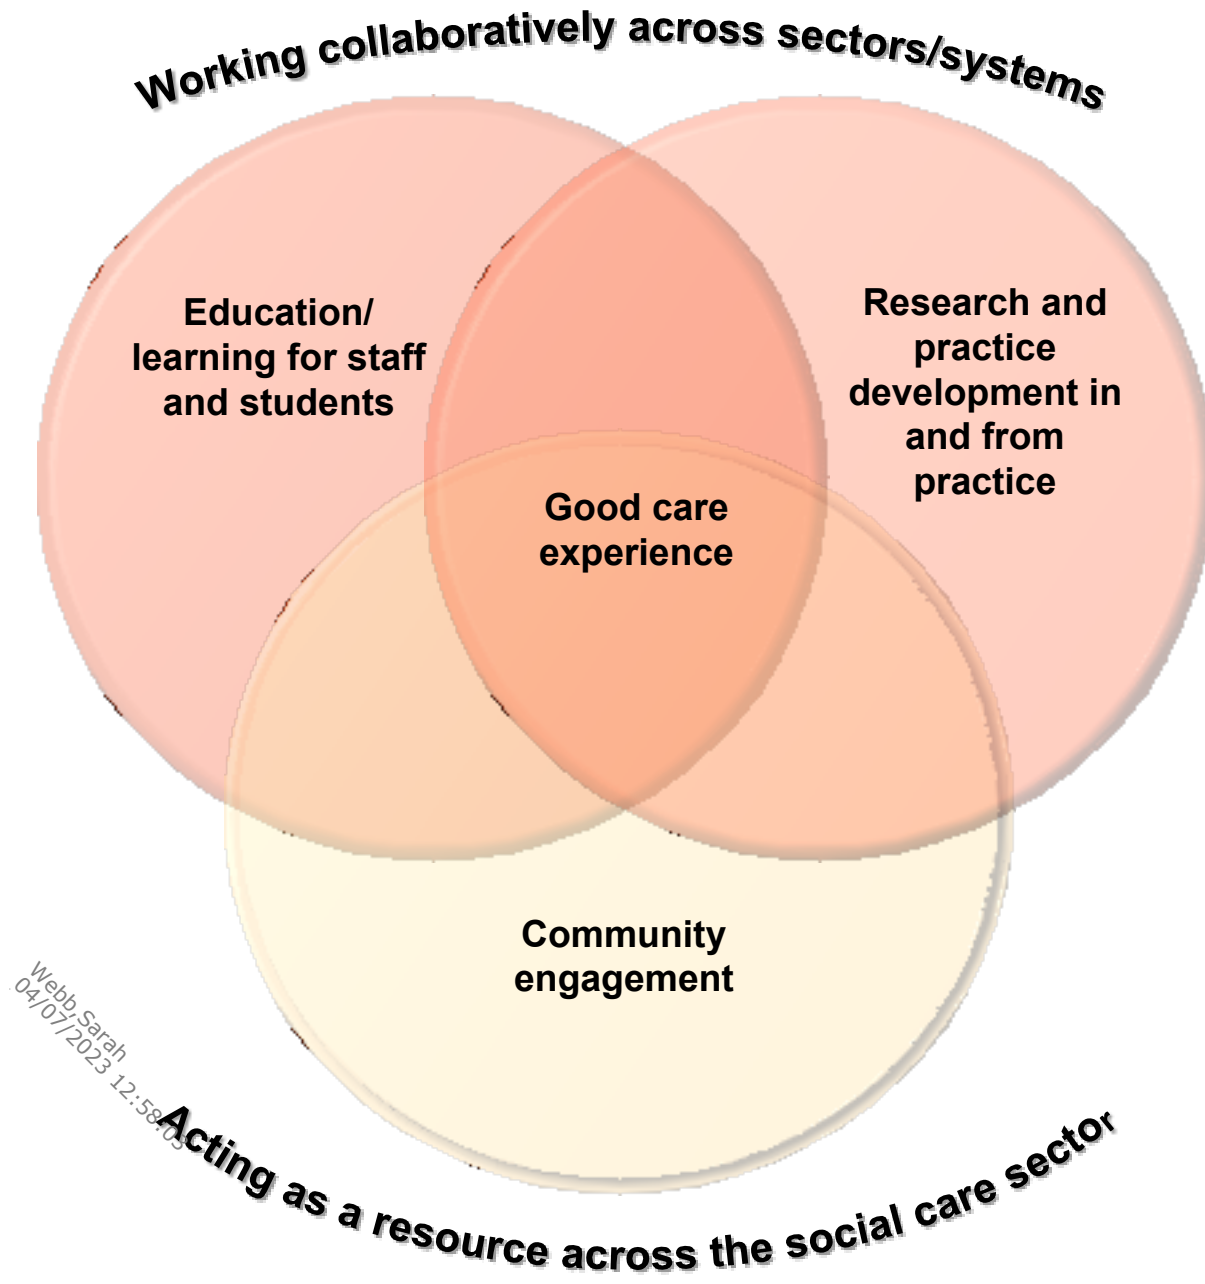 Working collaboratively across sectors/systems
Education/
learning for staff
and students
Research and
practice
development in
and from
practice
Good care
experience
Community
engagement
Webb,Sarah
04/07/2023 12:58:03
Acting as a resource across the social care sector